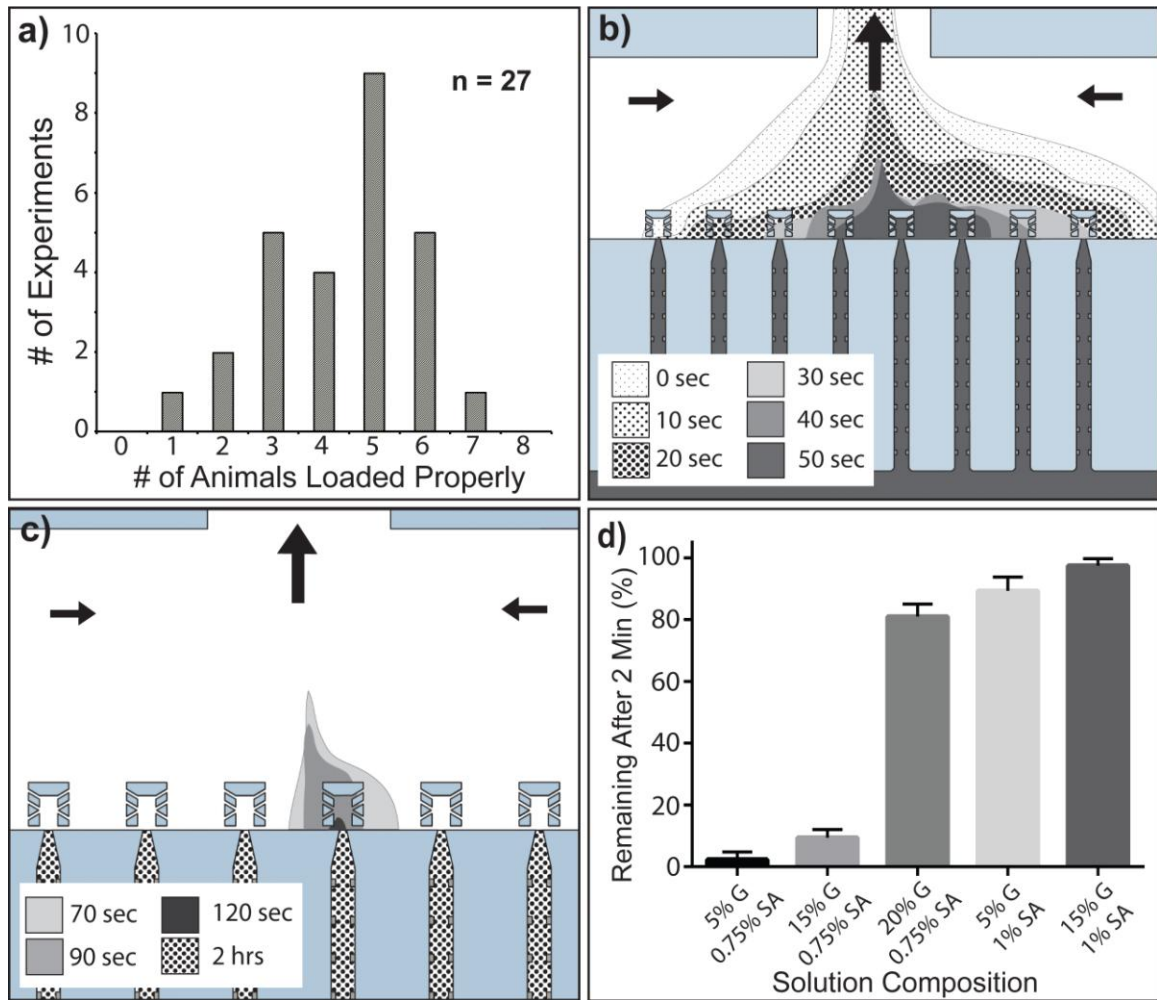 a)
10
8
6
4
2
0
# of Experiments
n = 27
0 1 2 3 4 5 6 7 8
# of Animals Loaded Properly
b)
0 sec
10 sec
20 sec
30 sec
40 sec
50 sec
c)
70 sec
90 sec
120 sec
2 hrs
d)
100
80
60
40
20
0
Remaining After 2 Min (%)
5% G
0.75% SA
15% G
0.75% SA
20% G
0.75% SA
5% G
1% SA
15% G
1% SA
Solution Composition